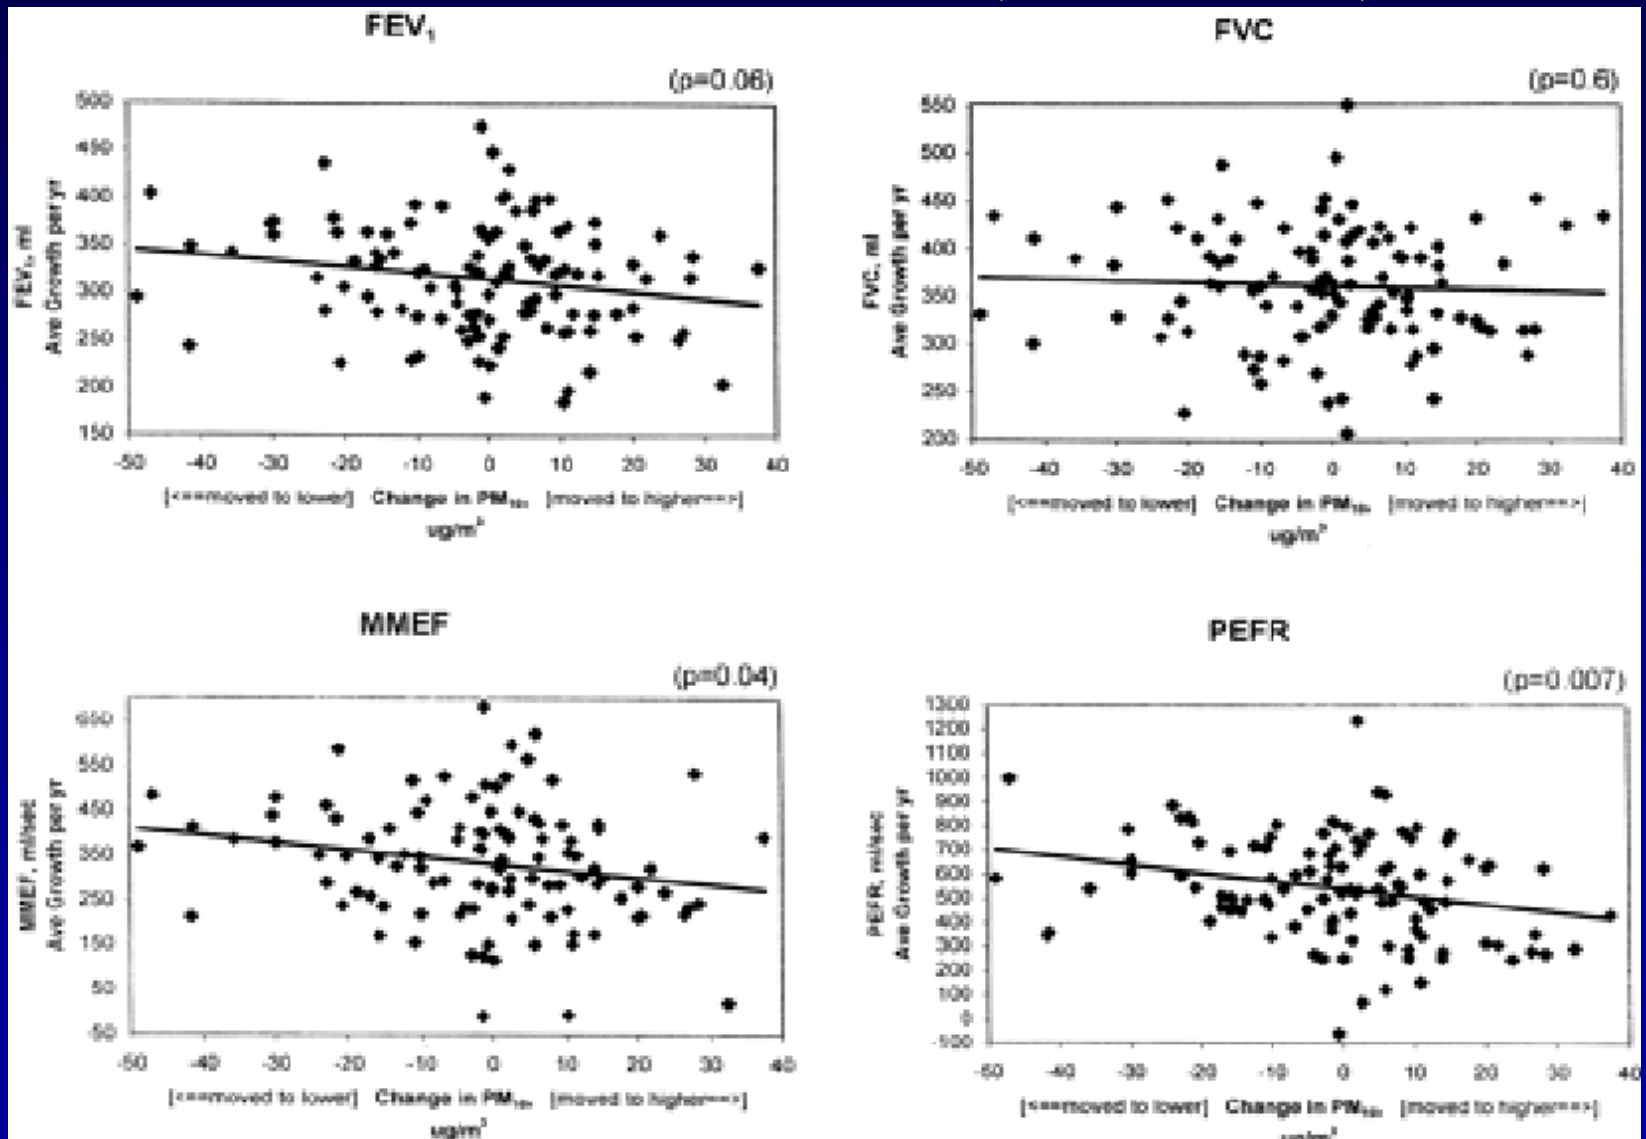 FEV₁
(p=0.06)
FEV₁, ml
Ave Growth per yr
500
450
400
350
300
250
200
150
-50 -40 -30 -20 -10 0 10 20 30 40
[<==moved to lower] Change in PM₁₀, [moved to higher==>]
ug/m³
FVC
(p=0.6)
FVC, ml
Ave Growth per yr
550
500
450
400
350
300
250
200
-50 -40 -30 -20 -10 0 10 20 30 40
[<==moved to lower] Change in PM₁₀, [moved to higher==>]
ug/m³
MMEF
(p=0.04)
MMEF, ml/sec
Ave Growth per yr
650
550
450
350
250
150
50
-50
-50 -40 -30 -20 -10 0 10 20 30 40
[<==moved to lower] Change in PM₁₀, [moved to higher==>]
ug/m³
PEFR
(p=0.007)
PEFR, ml/sec
Ave Growth per yr
1300
1200
1100
1000
900
800
700
600
500
400
300
200
100
0
-100
-50 -40 -30 -20 -10 0 10 20 30 40
[<==moved to lower] Change in PM₁₀, [moved to higher==>]